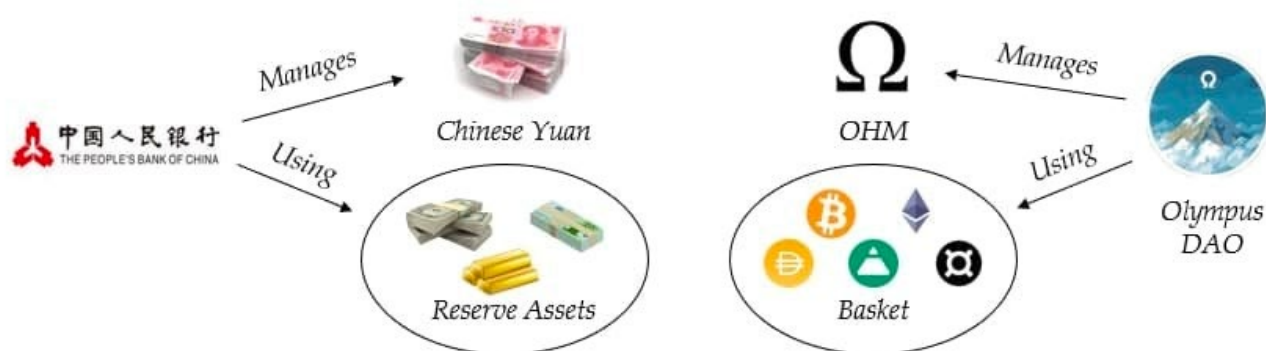 中国人民银行
THE PEOPLE'S BANK OF CHINA
Manages
Using
Chinese Yuan
Reserve Assets
Ω
OHM
Manages
Using
Basket
Ω
Olympus
DAO